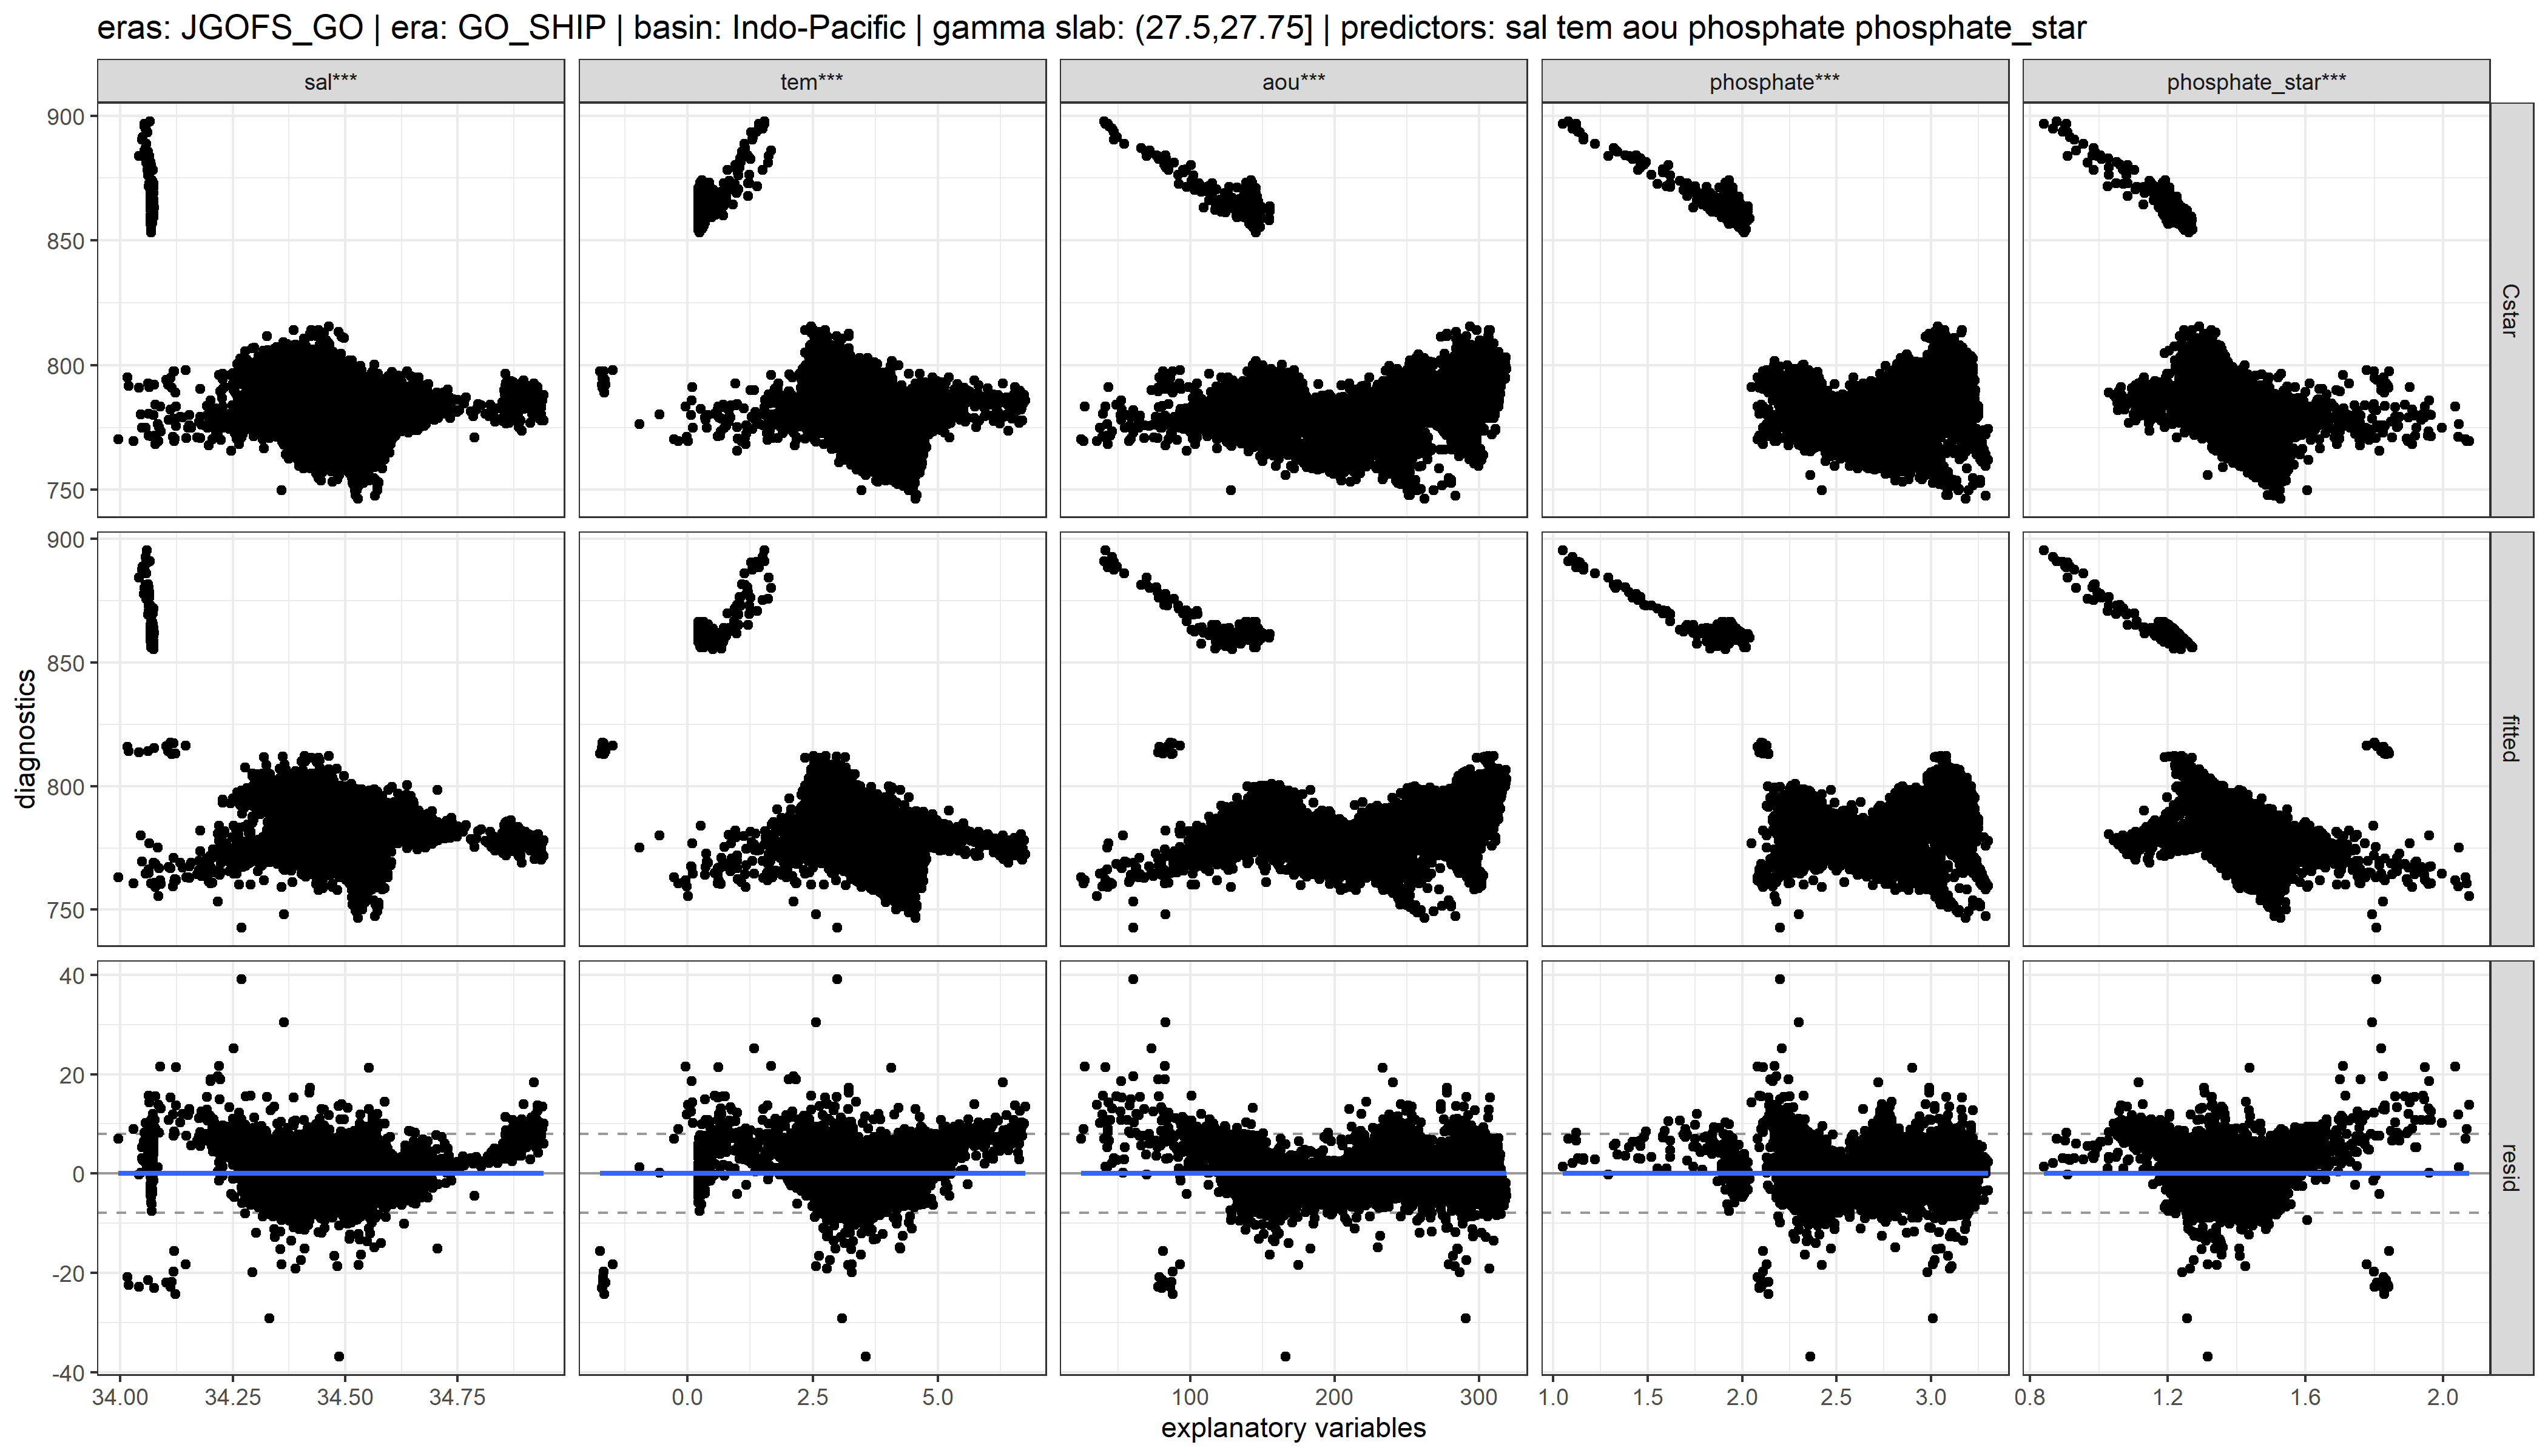 eras: JGOFS_GO | era: GO_SHIP | basin: Indo-Pacific | gamma slab: (27.5,27.75] | predictors: sal tem aou phosphate phosphate_star
sal*** tem*** aou*** phosphate*** phosphate_star***
900
850
800
750
Cstar
900
850
800
750
fitted
diagnostics
40
20
0
-20
-40
resid
34.00 34.25 34.50 34.75 0.0 2.5 5.0 100 200 300 1.0 1.5 2.0 2.5 3.0 0.8 1.2 1.6 2.0
explanatory variables